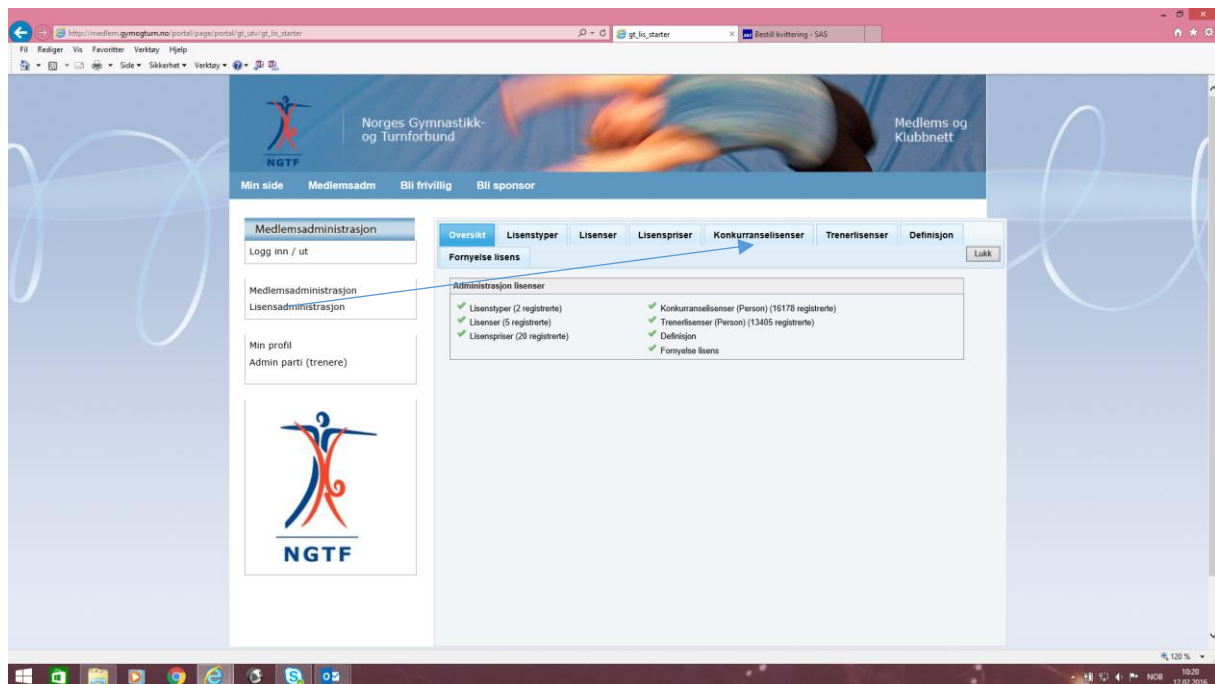 http://medlem.gymogturn.no/portal/page/portal/gt_utv/gt_lis_starter
gt_lis_starter
Bestill kvittering - SAS
Fil Rediger Vis Favoritter Verktøy Hjelp
Side Sikkerhet Verktøy
NGTF
Norges Gymnastikk-
og Turnforbund
Medlems og
Klubbnett
Min side Medlemsadm Bli frivillig Bli sponsor
Medlemsadministrasjon
Logg inn / ut
Medlemsadministrasjon
Lisensadministrasjon
Min profil
Admin parti (trenere)
NGTF
Oversikt Lisenstyper Lisenser Lisenspriser Konkurranselisenser Trenerlisenser Definisjon
Fornyelse lisens
Lukk
Administrasjon lisenser
Lisenstyper (2 registrerte)
Lisenser (5 registrerte)
Lisenspriser (20 registrerte)
Konkurranselisenser (Person) (16178 registrerte)
Trenerlisenser (Person) (13405 registrerte)
Definisjon
Fornyelse lisens
120 %
NOB
10:20
12.02.2016